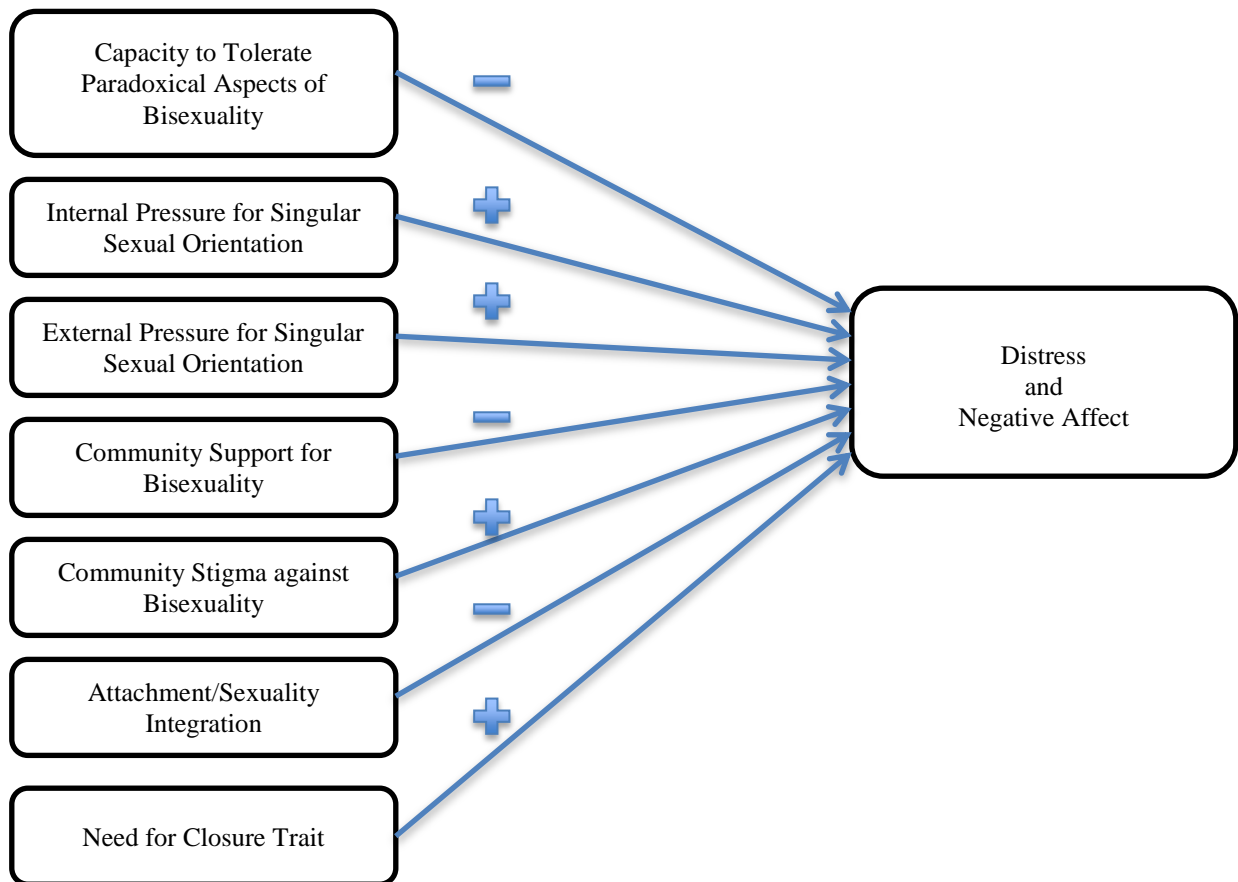 Capacity to Tolerate
Paradoxical Aspects of
Bisexuality
Internal Pressure for Singular
Sexual Orientation
External Pressure for Singular
Sexual Orientation
Community Support for
Bisexuality
Community Stigma against
Bisexuality
Attachment/Sexuality
Integration
Need for Closure Trait
Distress
and
Negative Affect